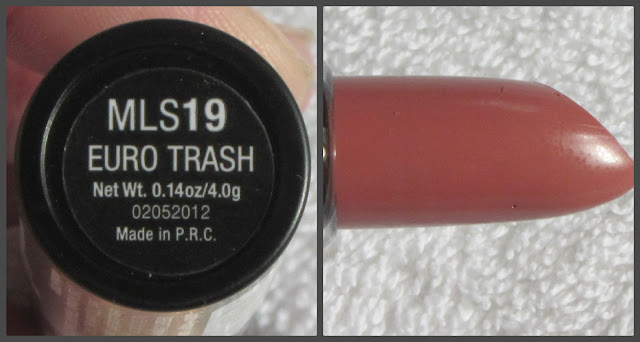 MLS19
EURO TRASH
Net Wt. 0.14oz/4.0g
02052012
Made in P.R.C.